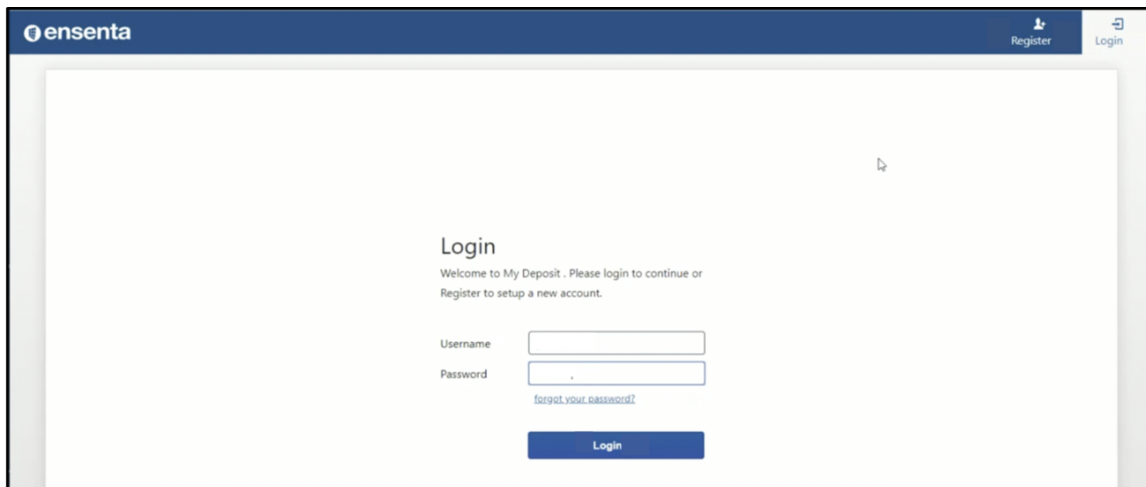 ensenta
Register
Login
Login
Welcome to My Deposit . Please login to continue or
Register to setup a new account.
Username
Password
forgot your password?
Login